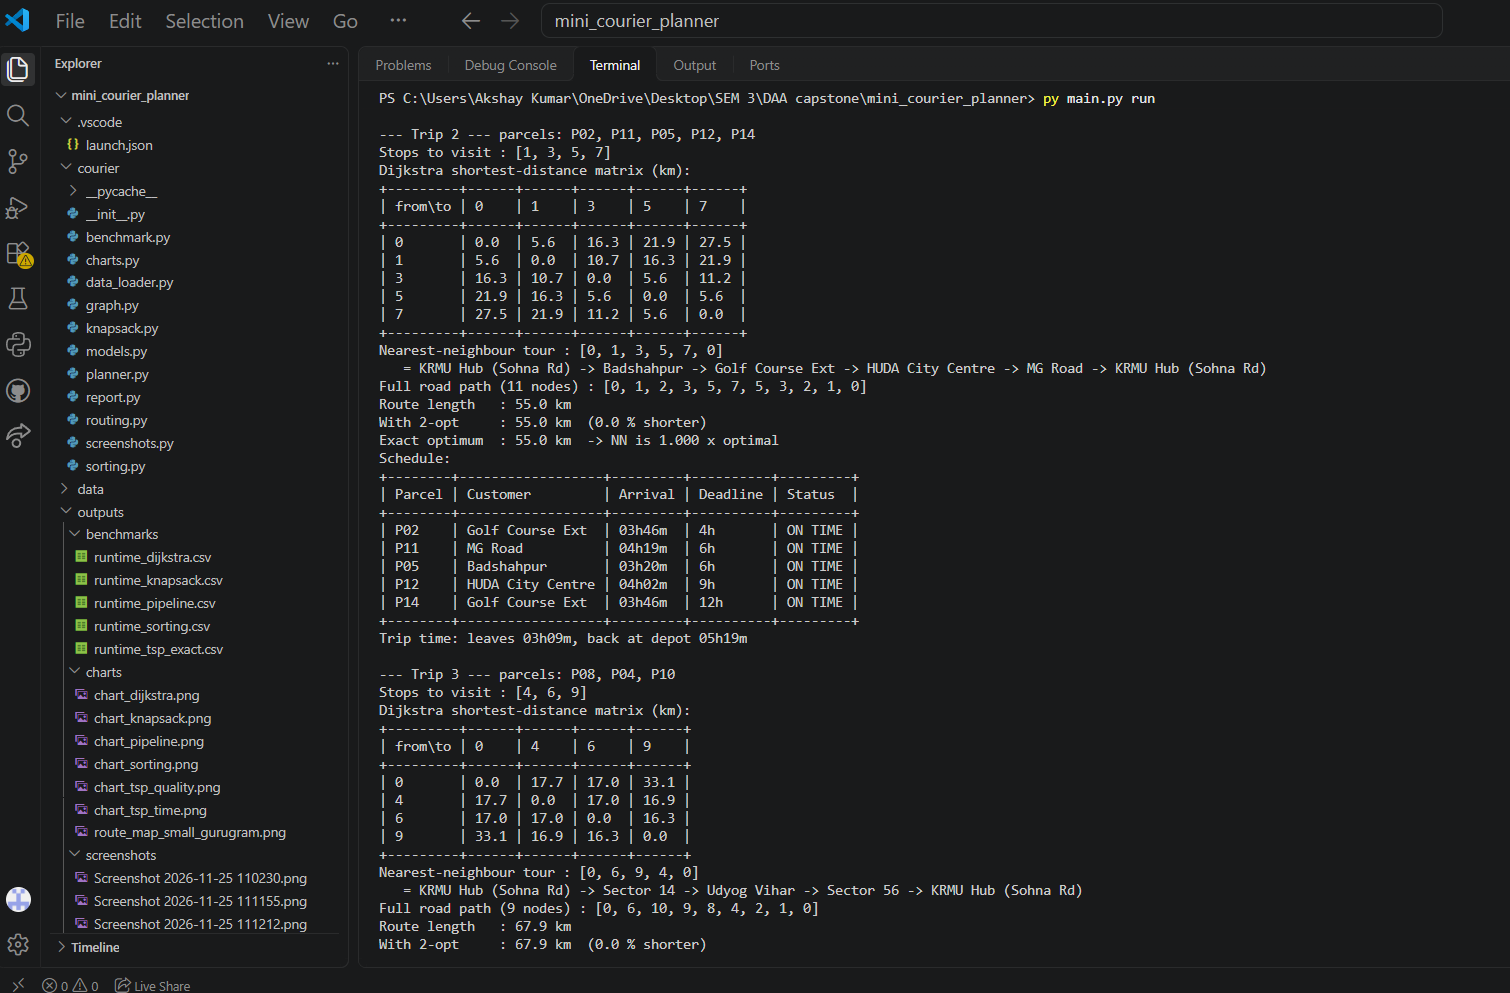 File Edit Selection View Go ··· mini_courier_planner
Explorer ···
mini_courier_planner
.vscode
{} launch.json
courier
__pycache__
__init__.py
benchmark.py
charts.py
data_loader.py
graph.py
knapsack.py
models.py
planner.py
report.py
routing.py
screenshots.py
sorting.py
data
outputs
benchmarks
runtime_dijkstra.csv
runtime_knapsack.csv
runtime_pipeline.csv
runtime_sorting.csv
runtime_tsp_exact.csv
charts
chart_dijkstra.png
chart_knapsack.png
chart_pipeline.png
chart_sorting.png
chart_tsp_quality.png
chart_tsp_time.png
route_map_small_gurugram.png
screenshots
Screenshot 2026-11-25 110230.png
Screenshot 2026-11-25 111155.png
Screenshot 2026-11-25 111212.png
Timeline
Problems Debug Console Terminal Output Ports
PS C:\Users\Akshay Kumar\OneDrive\Desktop\SEM 3\DAA capstone\mini_courier_planner> py main.py run
--- Trip 2 --- parcels: P02, P11, P05, P12, P14
Stops to visit : [1, 3, 5, 7]
Dijkstra shortest-distance matrix (km):
+---------+------+------+------+------+------+
| from\to | 0    | 1    | 3    | 5    | 7    |
+---------+------+------+------+------+------+
| 0       | 0.0  | 5.6  | 16.3 | 21.9 | 27.5 |
| 1       | 5.6  | 0.0  | 10.7 | 16.3 | 21.9 |
| 3       | 16.3 | 10.7 | 0.0  | 5.6  | 11.2 |
| 5       | 21.9 | 16.3 | 5.6  | 0.0  | 5.6  |
| 7       | 27.5 | 21.9 | 11.2 | 5.6  | 0.0  |
+---------+------+------+------+------+------+
Nearest-neighbour tour : [0, 1, 3, 5, 7, 0]
= KRMU Hub (Sohna Rd) -> Badshahpur -> Golf Course Ext -> HUDA City Centre -> MG Road -> KRMU Hub (Sohna Rd)
Full road path (11 nodes) : [0, 1, 2, 3, 5, 7, 5, 3, 2, 1, 0]
Route length   : 55.0 km
With 2-opt     : 55.0 km  (0.0 % shorter)
Exact optimum  : 55.0 km  -> NN is 1.000 x optimal
Schedule:
+--------+------------------+---------+----------+---------+
| Parcel | Customer         | Arrival | Deadline | Status  |
+--------+------------------+---------+----------+---------+
| P02    | Golf Course Ext  | 03h46m  | 4h       | ON TIME |
| P11    | MG Road          | 04h19m  | 6h       | ON TIME |
| P05    | Badshahpur       | 03h20m  | 6h       | ON TIME |
| P12    | HUDA City Centre | 04h02m  | 9h       | ON TIME |
| P14    | Golf Course Ext  | 03h46m  | 12h      | ON TIME |
+--------+------------------+---------+----------+---------+
Trip time: leaves 03h09m, back at depot 05h19m
--- Trip 3 --- parcels: P08, P04, P10
Stops to visit : [4, 6, 9]
Dijkstra shortest-distance matrix (km):
+---------+------+------+------+------+
| from\to | 0    | 4    | 6    | 9    |
+---------+------+------+------+------+
| 0       | 0.0  | 17.7 | 17.0 | 33.1 |
| 4       | 17.7 | 0.0  | 17.0 | 16.9 |
| 6       | 17.0 | 17.0 | 0.0  | 16.3 |
| 9       | 33.1 | 16.9 | 16.3 | 0.0  |
+---------+------+------+------+------+
Nearest-neighbour tour : [0, 6, 9, 4, 0]
= KRMU Hub (Sohna Rd) -> Sector 14 -> Udyog Vihar -> Sector 56 -> KRMU Hub (Sohna Rd)
Full road path (9 nodes) : [0, 6, 10, 9, 8, 4, 2, 1, 0]
Route length   : 67.9 km
With 2-opt     : 67.9 km  (0.0 % shorter)
0 0 Live Share